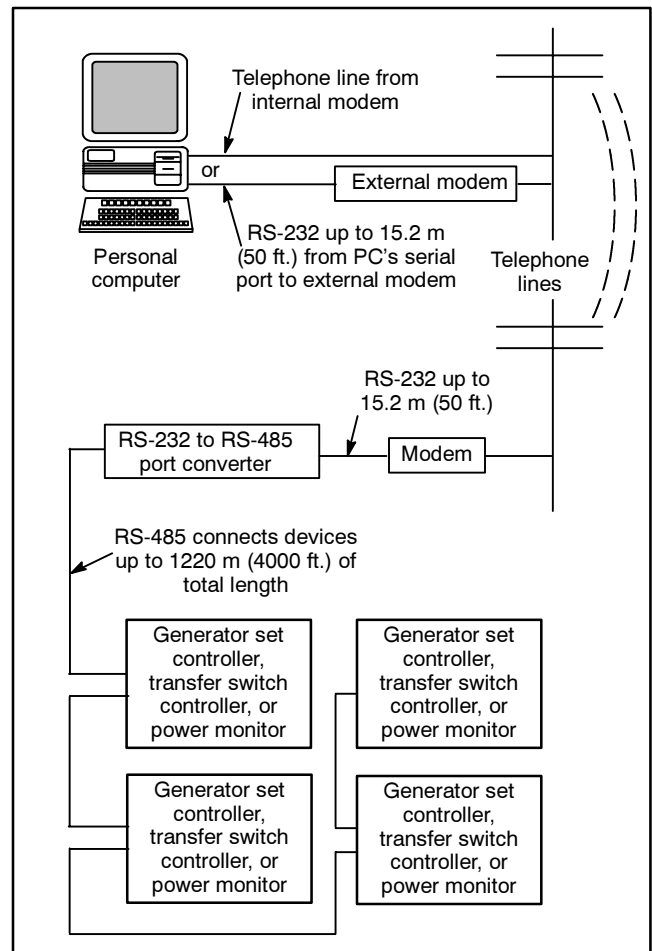 Telephone line from
internal modem
or
External modem
Personal
computer
RS-232 up to 15.2 m
(50 ft.) from PC’s serial
port to external modem
Telephone
lines
RS-232 up to
15.2 m (50 ft.)
RS-232 to RS-485
port converter
Modem
RS-485 connects devices
up to 1220 m (4000 ft.) of
total length
Generator set
controller,
transfer switch
controller, or
power monitor
Generator set
controller,
transfer switch
controller, or
power monitor
Generator set
controller,
transfer switch
controller, or
power monitor
Generator set
controller,
transfer switch
controller, or
power monitor